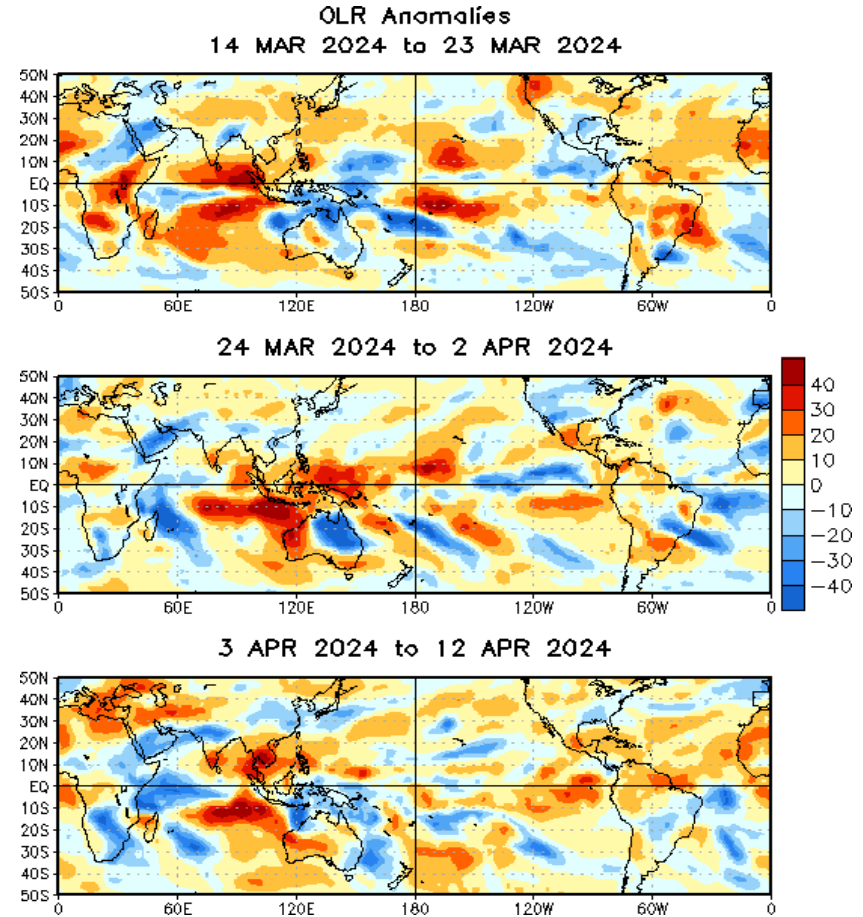 OLR Anomalies
14 MAR 2024 to 23 MAR 2024
50N
40N
30N
20N
10N
EQ
10S
20S
30S
40S
50S
0 60E 120E 180 120W 60W 0
24 MAR 2024 to 2 APR 2024
50N
40N
30N
20N
10N
EQ
10S
20S
30S
40S
50S
0 60E 120E 180 120W 60W 0
40
30
20
10
0
−10
−20
−30
−40
3 APR 2024 to 12 APR 2024
50N
40N
30N
20N
10N
EQ
10S
20S
30S
40S
50S
0 60E 120E 180 120W 60W 0